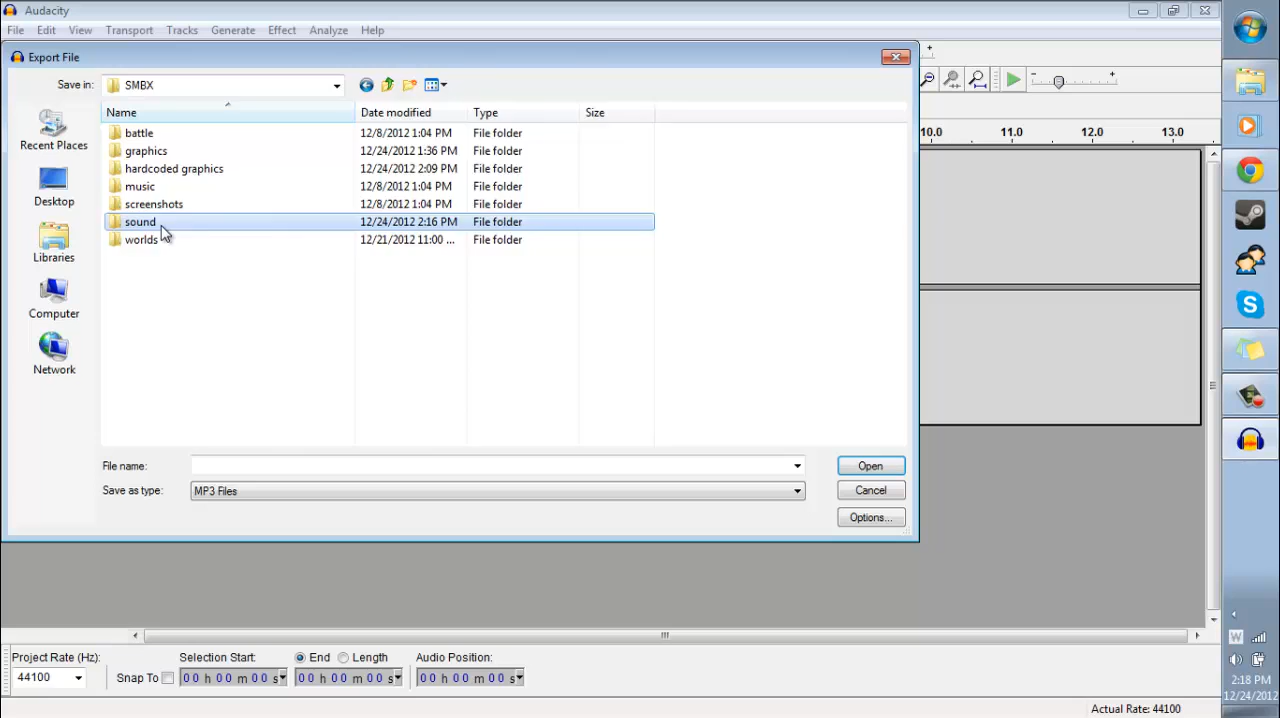 Audacity
File Edit View Transport Tracks Generate Effect Analyze Help
Export File
Save in: SMBX
10.0 11.0 12.0 13.0
Name Date modified Type Size
battle 12/8/2012 1:04 PM File folder
graphics 12/24/2012 1:36 PM File folder
hardcoded graphics 12/24/2012 2:09 PM File folder
music 12/8/2012 1:04 PM File folder
screenshots 12/8/2012 1:04 PM File folder
sound 12/24/2012 2:16 PM File folder
worlds 12/21/2012 11:00 ... File folder
Recent Places
Desktop
Libraries
Computer
Network
File name: Open
Save as type: MP3 Files Cancel
Options...
Project Rate (Hz): Selection Start: End Length Audio Position:
44100 Snap To 00 h 00 m 00 s 00 h 00 m 00 s 00 h 00 m 00 s
W
2:18 PM
12/24/2012
Actual Rate: 44100